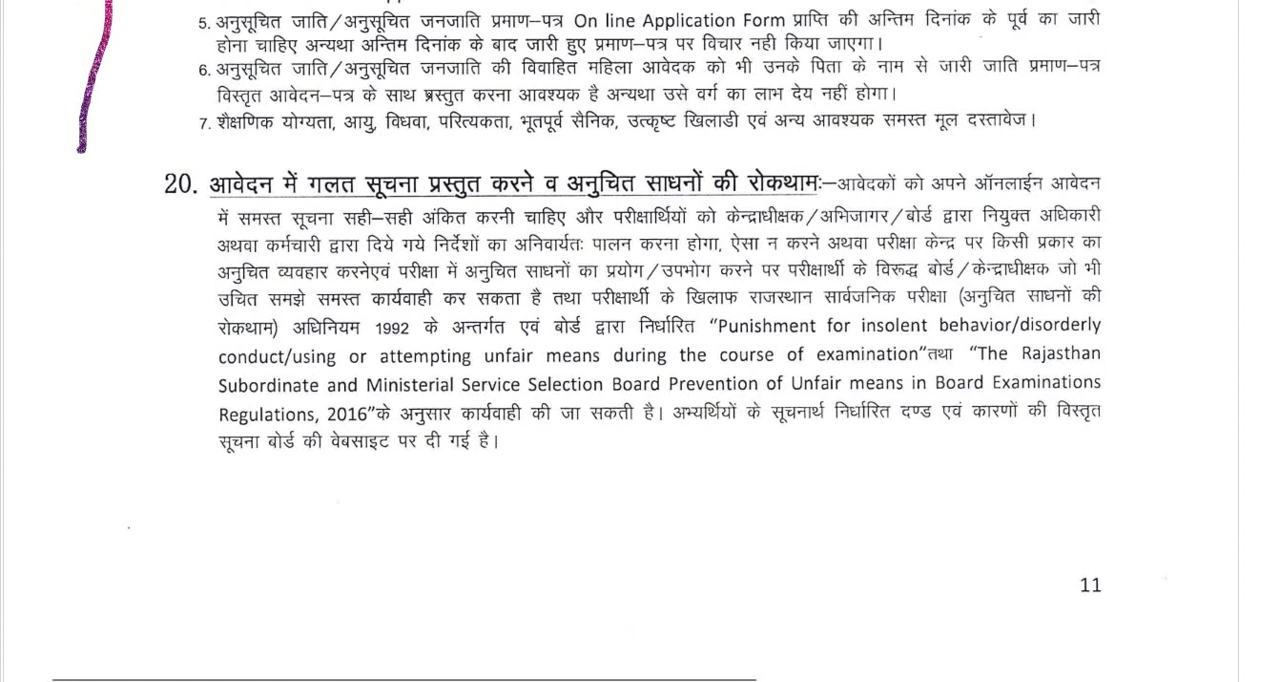 5. अनुसूचित जाति/अनुसूचित जनजाति प्रमाण–पत्र On line Application Form प्राप्ति की अन्तिम दिनांक के पूर्व का जारी
होना चाहिए अन्यथा अन्तिम दिनांक के बाद जारी हुए प्रमाण–पत्र पर विचार नही किया जाएगा।
6. अनुसूचित जाति/अनुसूचित जनजाति की विवाहित महिला आवेदक को भी उनके पिता के नाम से जारी जाति प्रमाण–पत्र
विस्तृत आवेदन–पत्र के साथ प्रस्तुत करना आवश्यक है अन्यथा उसे वर्ग का लाभ देय नहीं होगा।
7. शैक्षणिक योग्यता, आयु, विधवा, परित्यकता, भूतपूर्व सैनिक, उत्कृष्ट खिलाडी एवं अन्य आवश्यक समस्त मूल दस्तावेज।
20. आवेदन में गलत सूचना प्रस्तुत करने व अनुचित साधनों की रोकथामः–आवेदकों को अपने ऑनलाईन आवेदन
में समस्त सूचना सही–सही अंकित करनी चाहिए और परीक्षार्थियों को केन्द्राधीक्षक/अभिजागर/बोर्ड द्वारा नियुक्त अधिकारी
अथवा कर्मचारी द्वारा दिये गये निर्देशों का अनिवार्यतः पालन करना होगा, ऐसा न करने अथवा परीक्षा केन्द्र पर किसी प्रकार का
अनुचित व्यवहार करनेएवं परीक्षा में अनुचित साधनों का प्रयोग/उपभोग करने पर परीक्षार्थी के विरूद्ध बोर्ड/केन्द्राधीक्षक जो भी
उचित समझे समस्त कार्यवाही कर सकता है तथा परीक्षार्थी के खिलाफ राजस्थान सार्वजनिक परीक्षा (अनुचित साधनों की
रोकथाम) अधिनियम 1992 के अन्तर्गत एवं बोर्ड द्वारा निर्धारित “Punishment for insolent behavior/disorderly
conduct/using or attempting unfair means during the course of examination”तथा “The Rajasthan
Subordinate and Ministerial Service Selection Board Prevention of Unfair means in Board Examinations
Regulations, 2016”के अनुसार कार्यवाही की जा सकती है। अभ्यर्थियों के सूचनार्थ निर्धारित दण्ड एवं कारणों की विस्तृत
सूचना बोर्ड की वेबसाइट पर दी गई है।
11